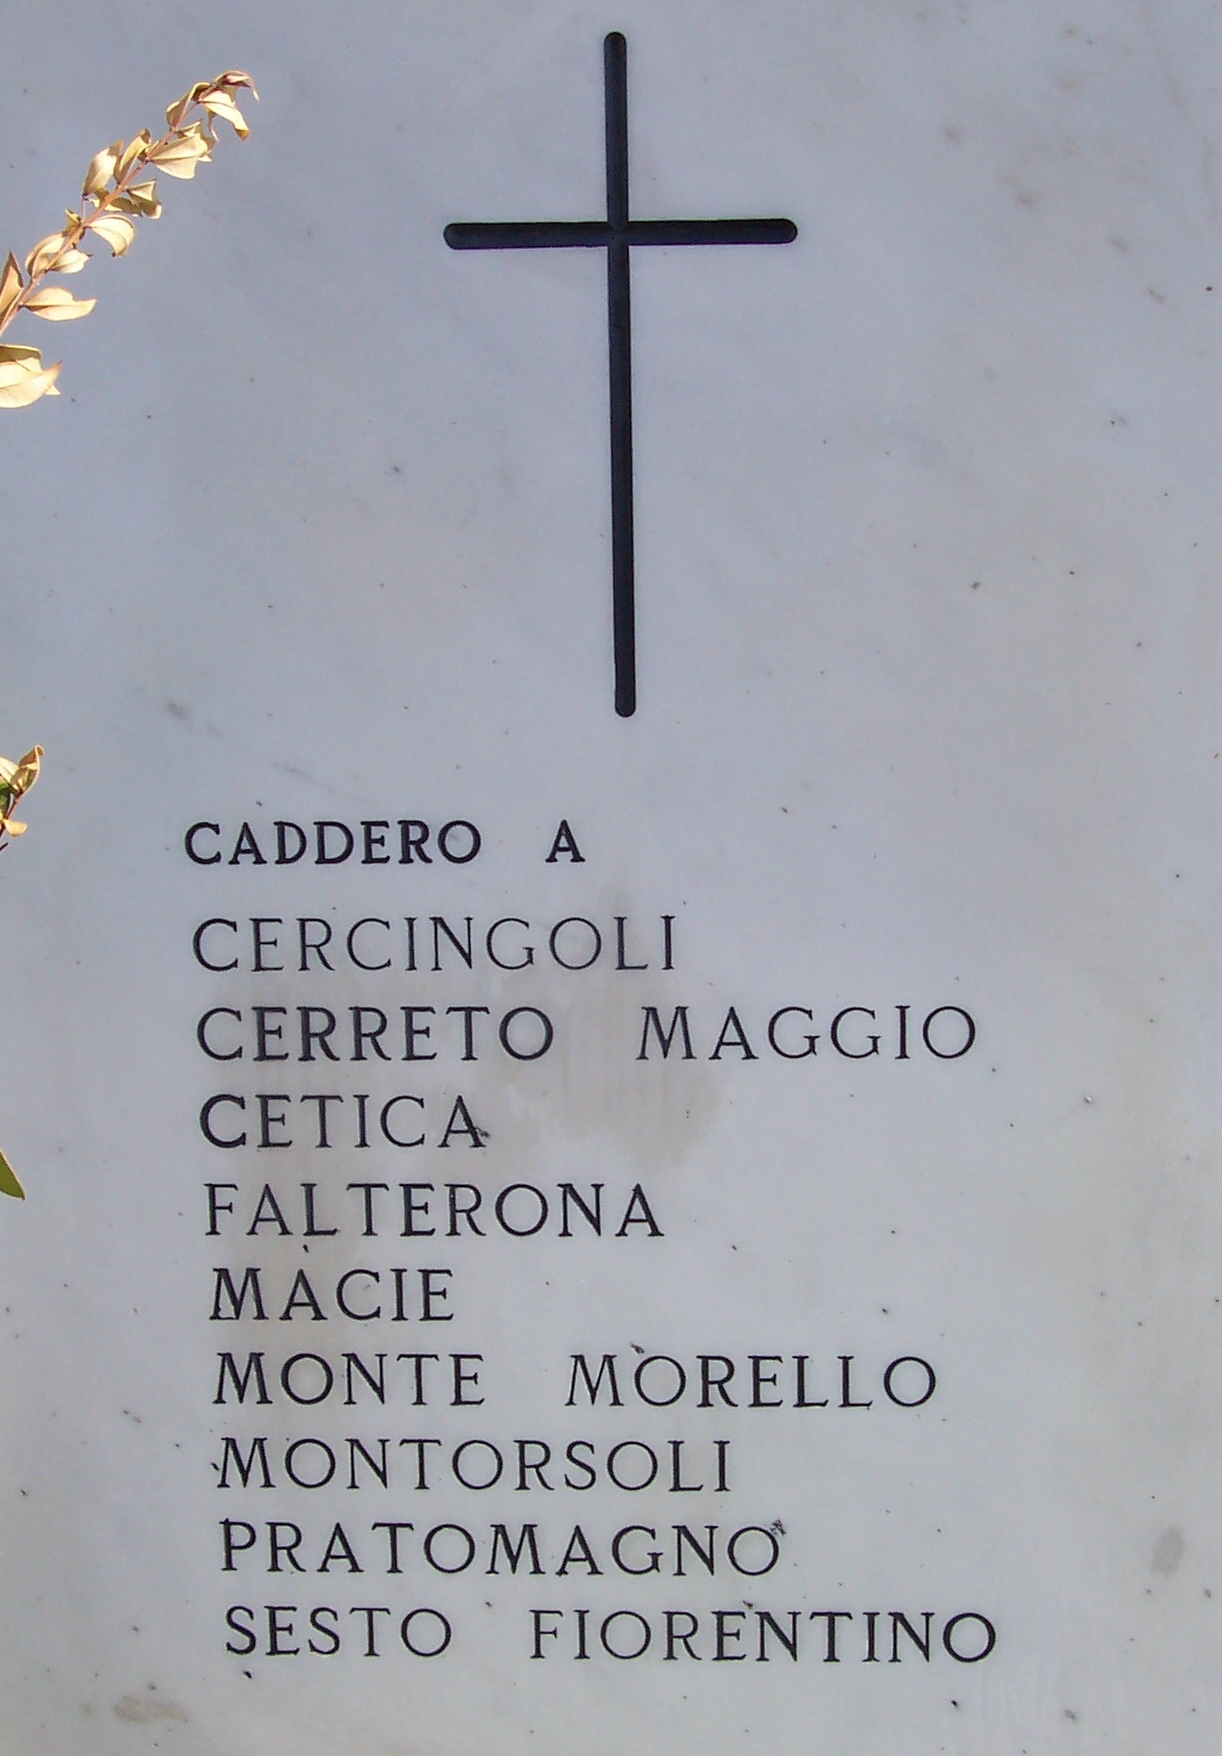 CADDERO A
CERCINGOLI
CERRETO MAGGIO
CETICA
FALTERONA
MACIE
MONTE MORELLO
MONTORSOLI
PRATOMAGNO
SESTO FIORENTINO